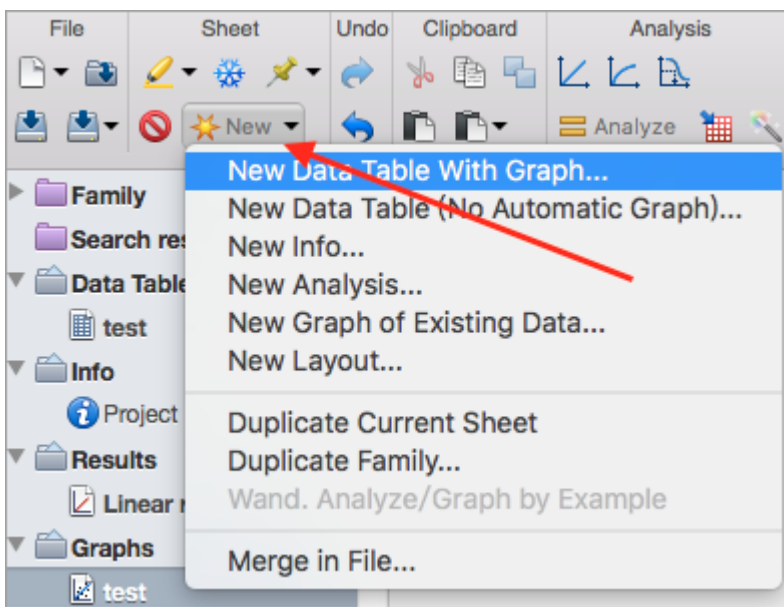 File Sheet Undo Clipboard Analysis
New Analyze
New Data Table With Graph...
Family
New Data Table (No Automatic Graph)...
Search res
New Info...
Data Table
New Analysis...
test
New Graph of Existing Data...
Info
New Layout...
Project
Duplicate Current Sheet
Results
Duplicate Family...
Linear r
Wand. Analyze/Graph by Example
Graphs
Merge in File...
test